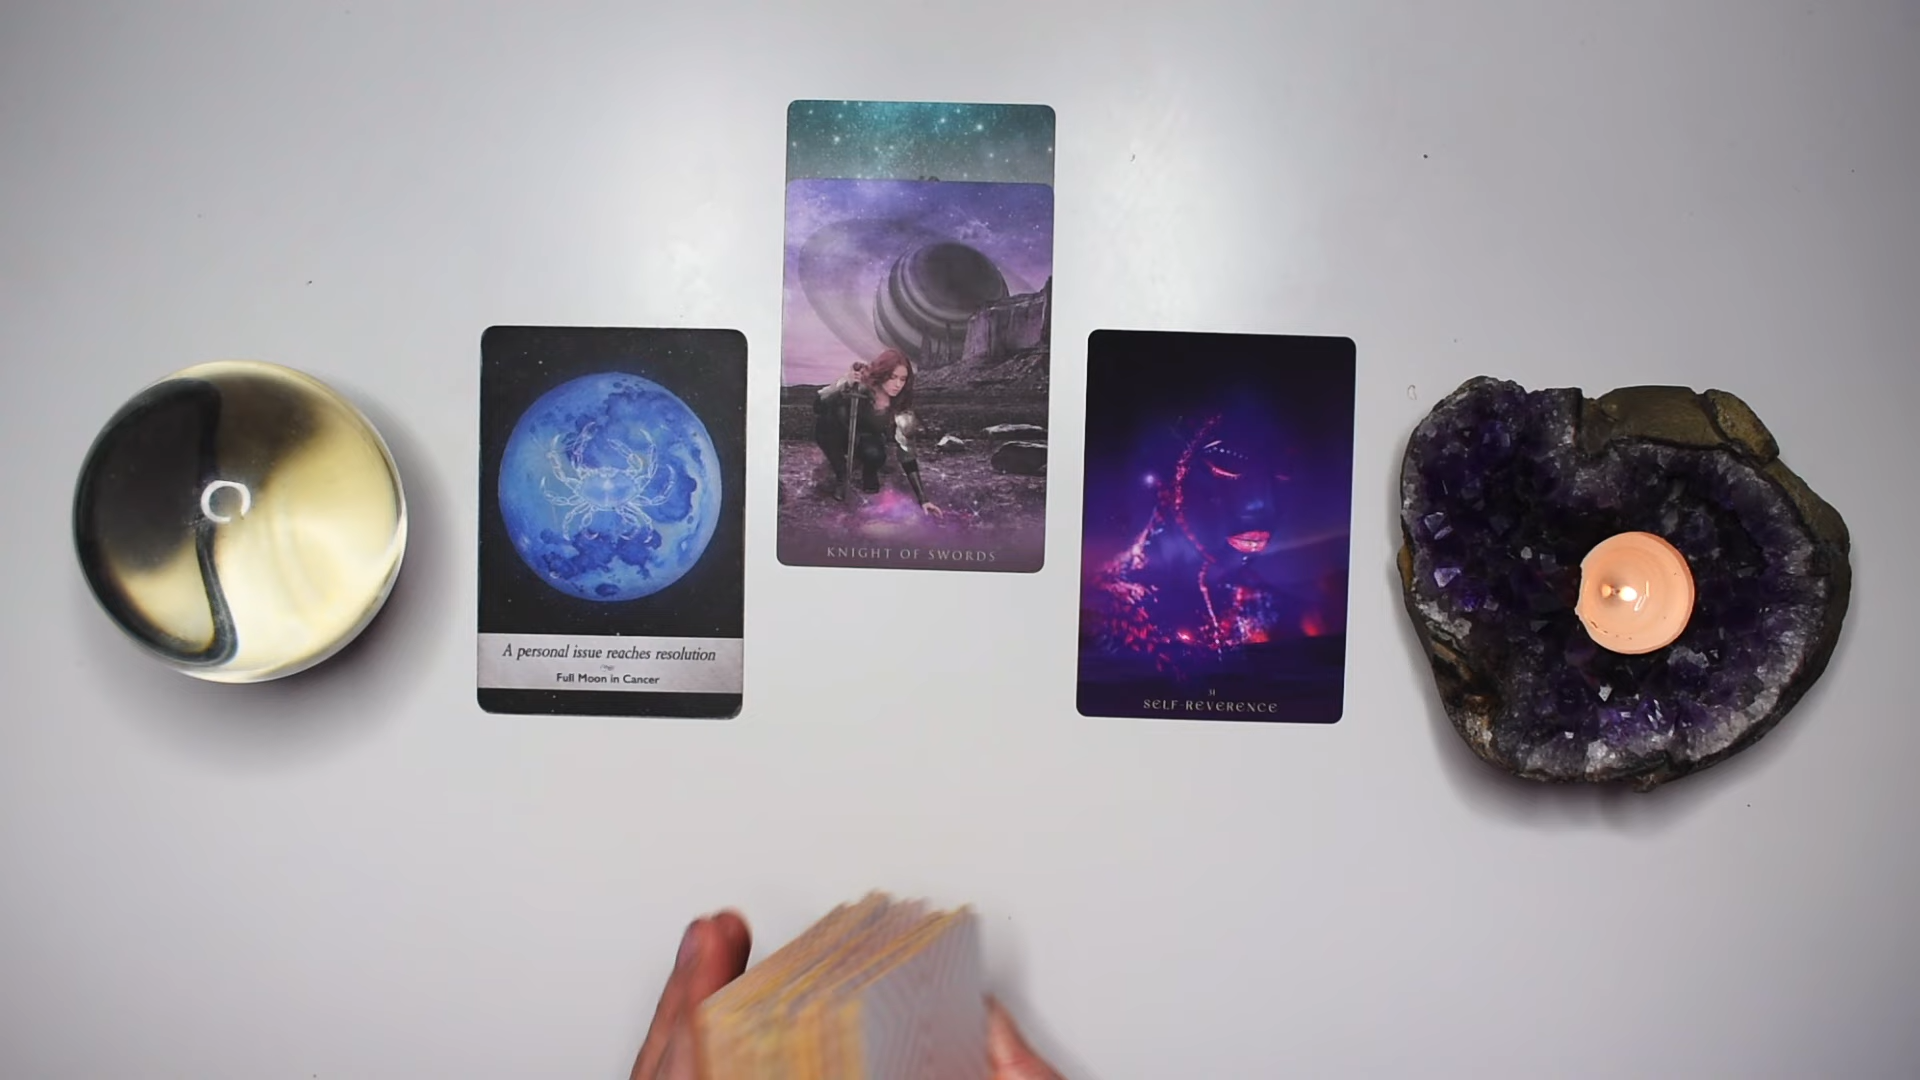 KNIGHT OF SWORDS
A personal issue reaches resolution
Full Moon in Cancer
31
SELF-REVERENCE